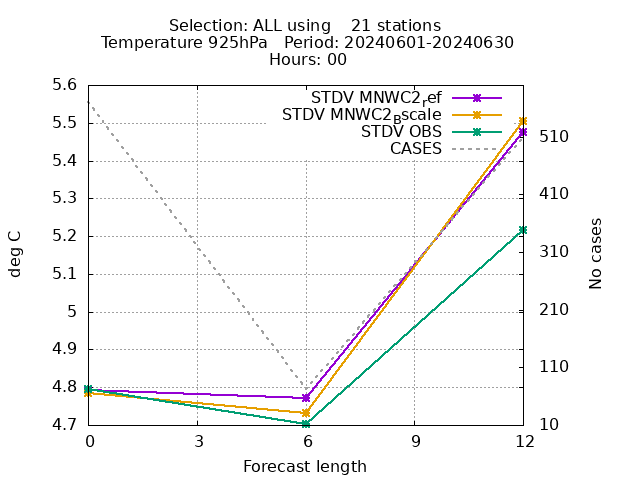 Selection: ALL using 21 stations
Temperature 925hPa Period: 20240601-20240630
Hours: 00
STDV MNWC2ref
STDV MNWC2Bscale
STDV OBS
CASES
5.6
5.5
5.4
5.3
5.2
5.1
5
4.9
4.8
4.7
deg C
510
410
310
210
110
10
No cases
0 3 6 9 12
Forecast length